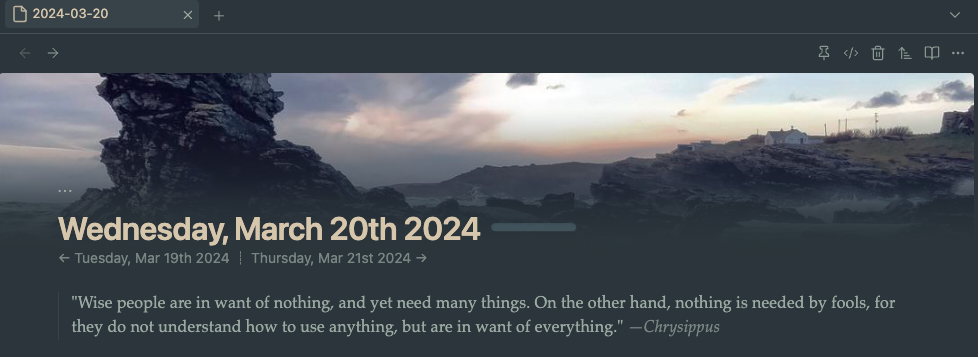 2024-03-20
Wednesday, March 20th 2024
← Tuesday, Mar 19th 2024 ┊ Thursday, Mar 21st 2024 →
"Wise people are in want of nothing, and yet need many things. On the other hand, nothing is needed by fools, for
they do not understand how to use anything, but are in want of everything." —Chrysippus